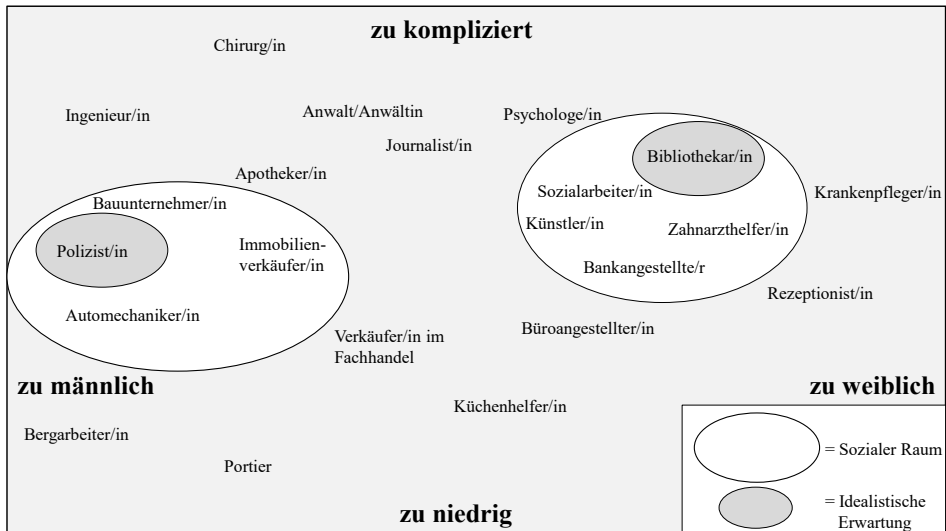 zu kompliziert
Chirurg/in
Ingenieur/in
Anwalt/Anwältin
Psychologe/in
Journalist/in
Bibliothekar/in
Apotheker/in
Sozialarbeiter/in
Krankenpfleger/in
Bauunternehmer/in
Künstler/in
Zahnarzthelfer/in
Polizist/in
Immobilien-
verkäufer/in
Bankangestellte/r
Rezeptionist/in
Automechaniker/in
Büroangestellter/in
Verkäufer/in im
Fachhandel
zu männlich
zu weiblich
Küchenhelfer/in
Bergarbeiter/in
Portier
zu niedrig
= Sozialer Raum
= Idealistische
Erwartung